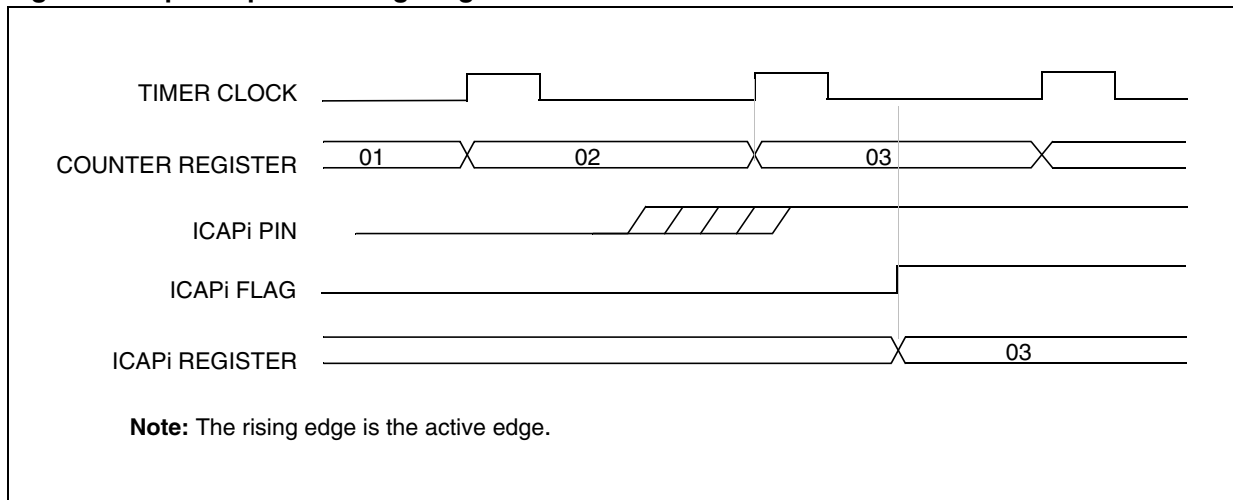 TIMER CLOCK
COUNTER REGISTER 01 02 03
ICAPi PIN
ICAPi FLAG
ICAPi REGISTER 03
Note: The rising edge is the active edge.